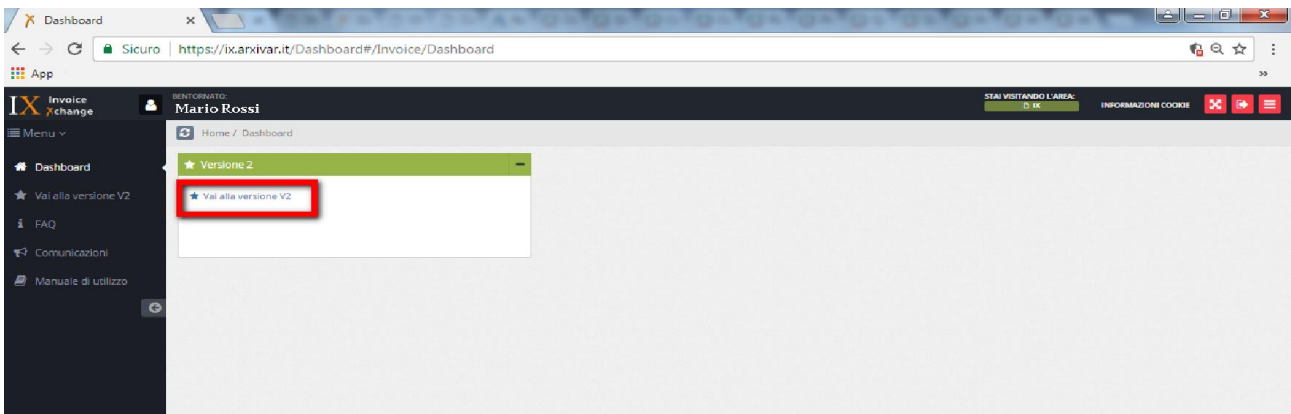 Dashboard
Sicuro https://ix.arxivar.it/Dashboard#/Invoice/Dashboard
App
IX Invoice Xchange
BENTORNATO:
Mario Rossi
STAI VISITANDO L'AREA:
IX
INFORMAZIONI COOKIE
Menu
Home / Dashboard
Dashboard
Vai alla versione V2
FAQ
Comunicazioni
Manuale di utilizzo
Versione 2
Vai alla versione V2